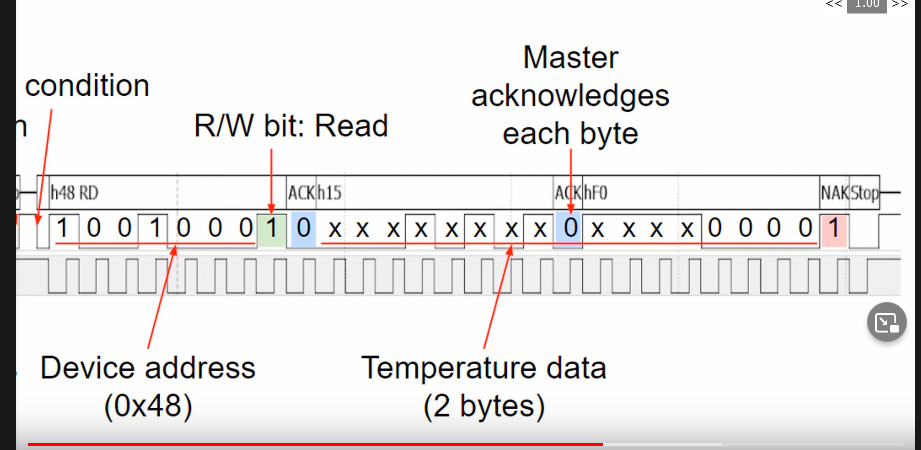 << 1.00 >>
Master
acknowledges
each byte
condition
R/W bit: Read
n
h48 RD ACK h15 ACK hF0 NAK Stop
1 0 0 1 0 0 0 1 0 x x x x x x x x 0 x x x x 0 0 0 0 1
Device address
(0x48)
Temperature data
(2 bytes)